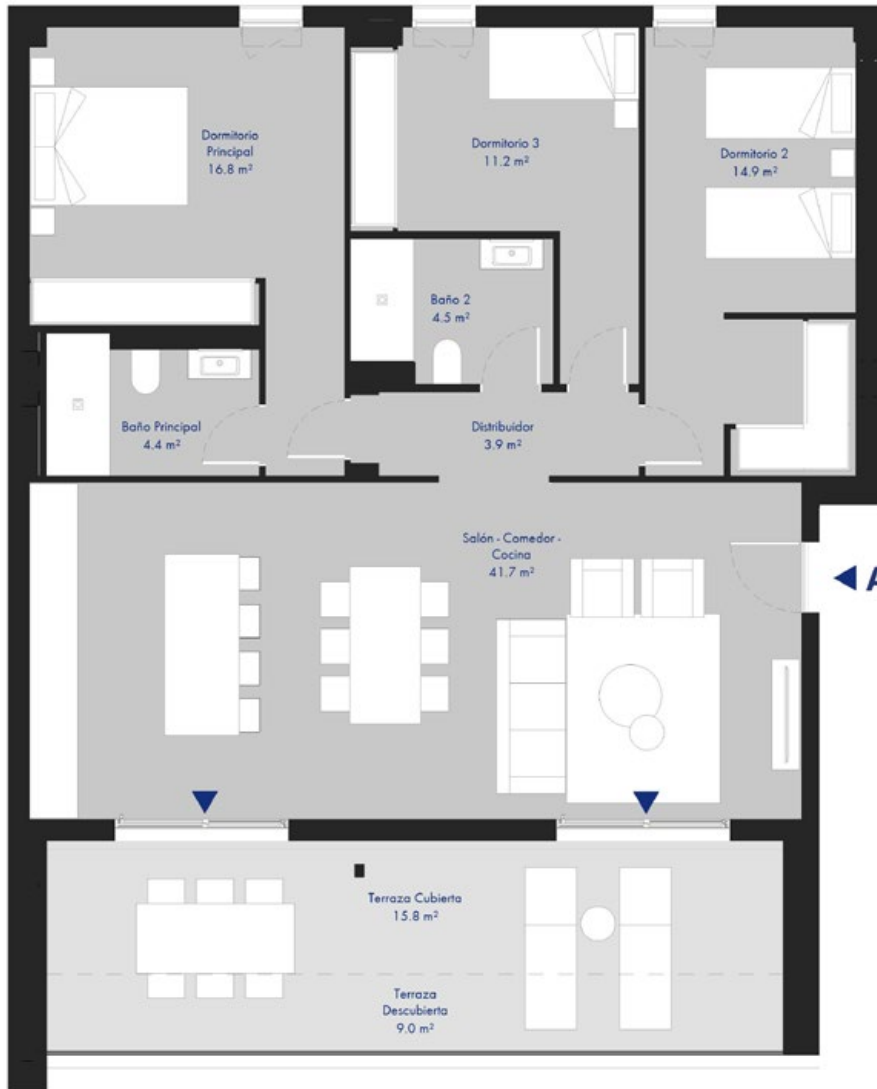 Dormitorio
Principal
16.8 m²
Dormitorio 3
11.2 m²
Dormitorio 2
14.9 m²
Baño 2
4.5 m²
Baño Principal
4.4 m²
Distribuidor
3.9 m²
Salón - Comedor -
Cocina
41.7 m²
A
Terraza Cubierta
15.8 m²
Terraza
Descubierta
9.0 m²